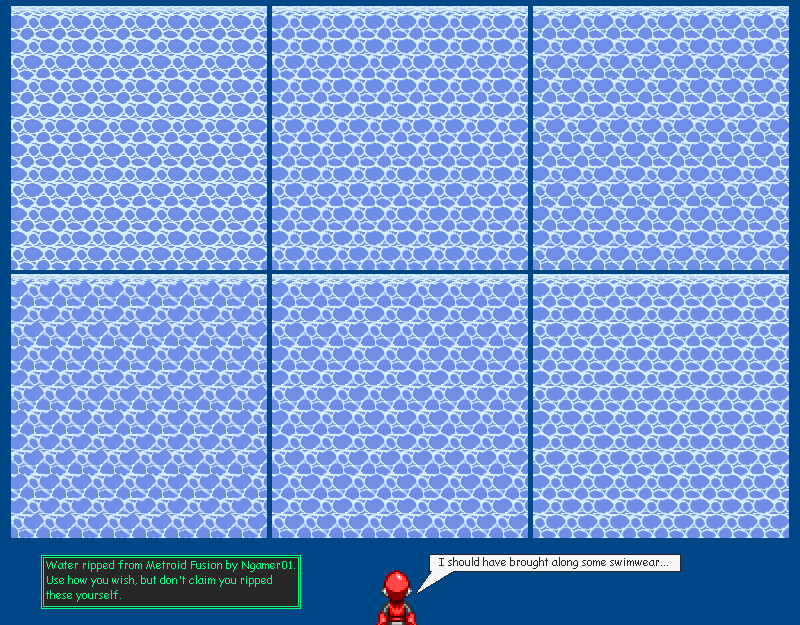 Water ripped from Metroid Fusion by Ngamer01.
Use how you wish, but don't claim you ripped
these yourself.
I should have brought along some swimwear...